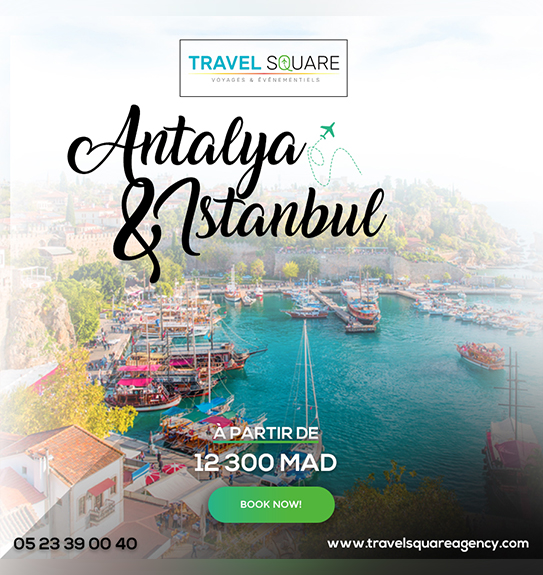 TRAVEL SQUARE
VOYAGES & ÉVÉNEMENTIELS
Antalya
& Istanbul
À PARTIR DE
12 300 MAD
BOOK NOW!
05 23 39 00 40
www.travelsquareagency.com